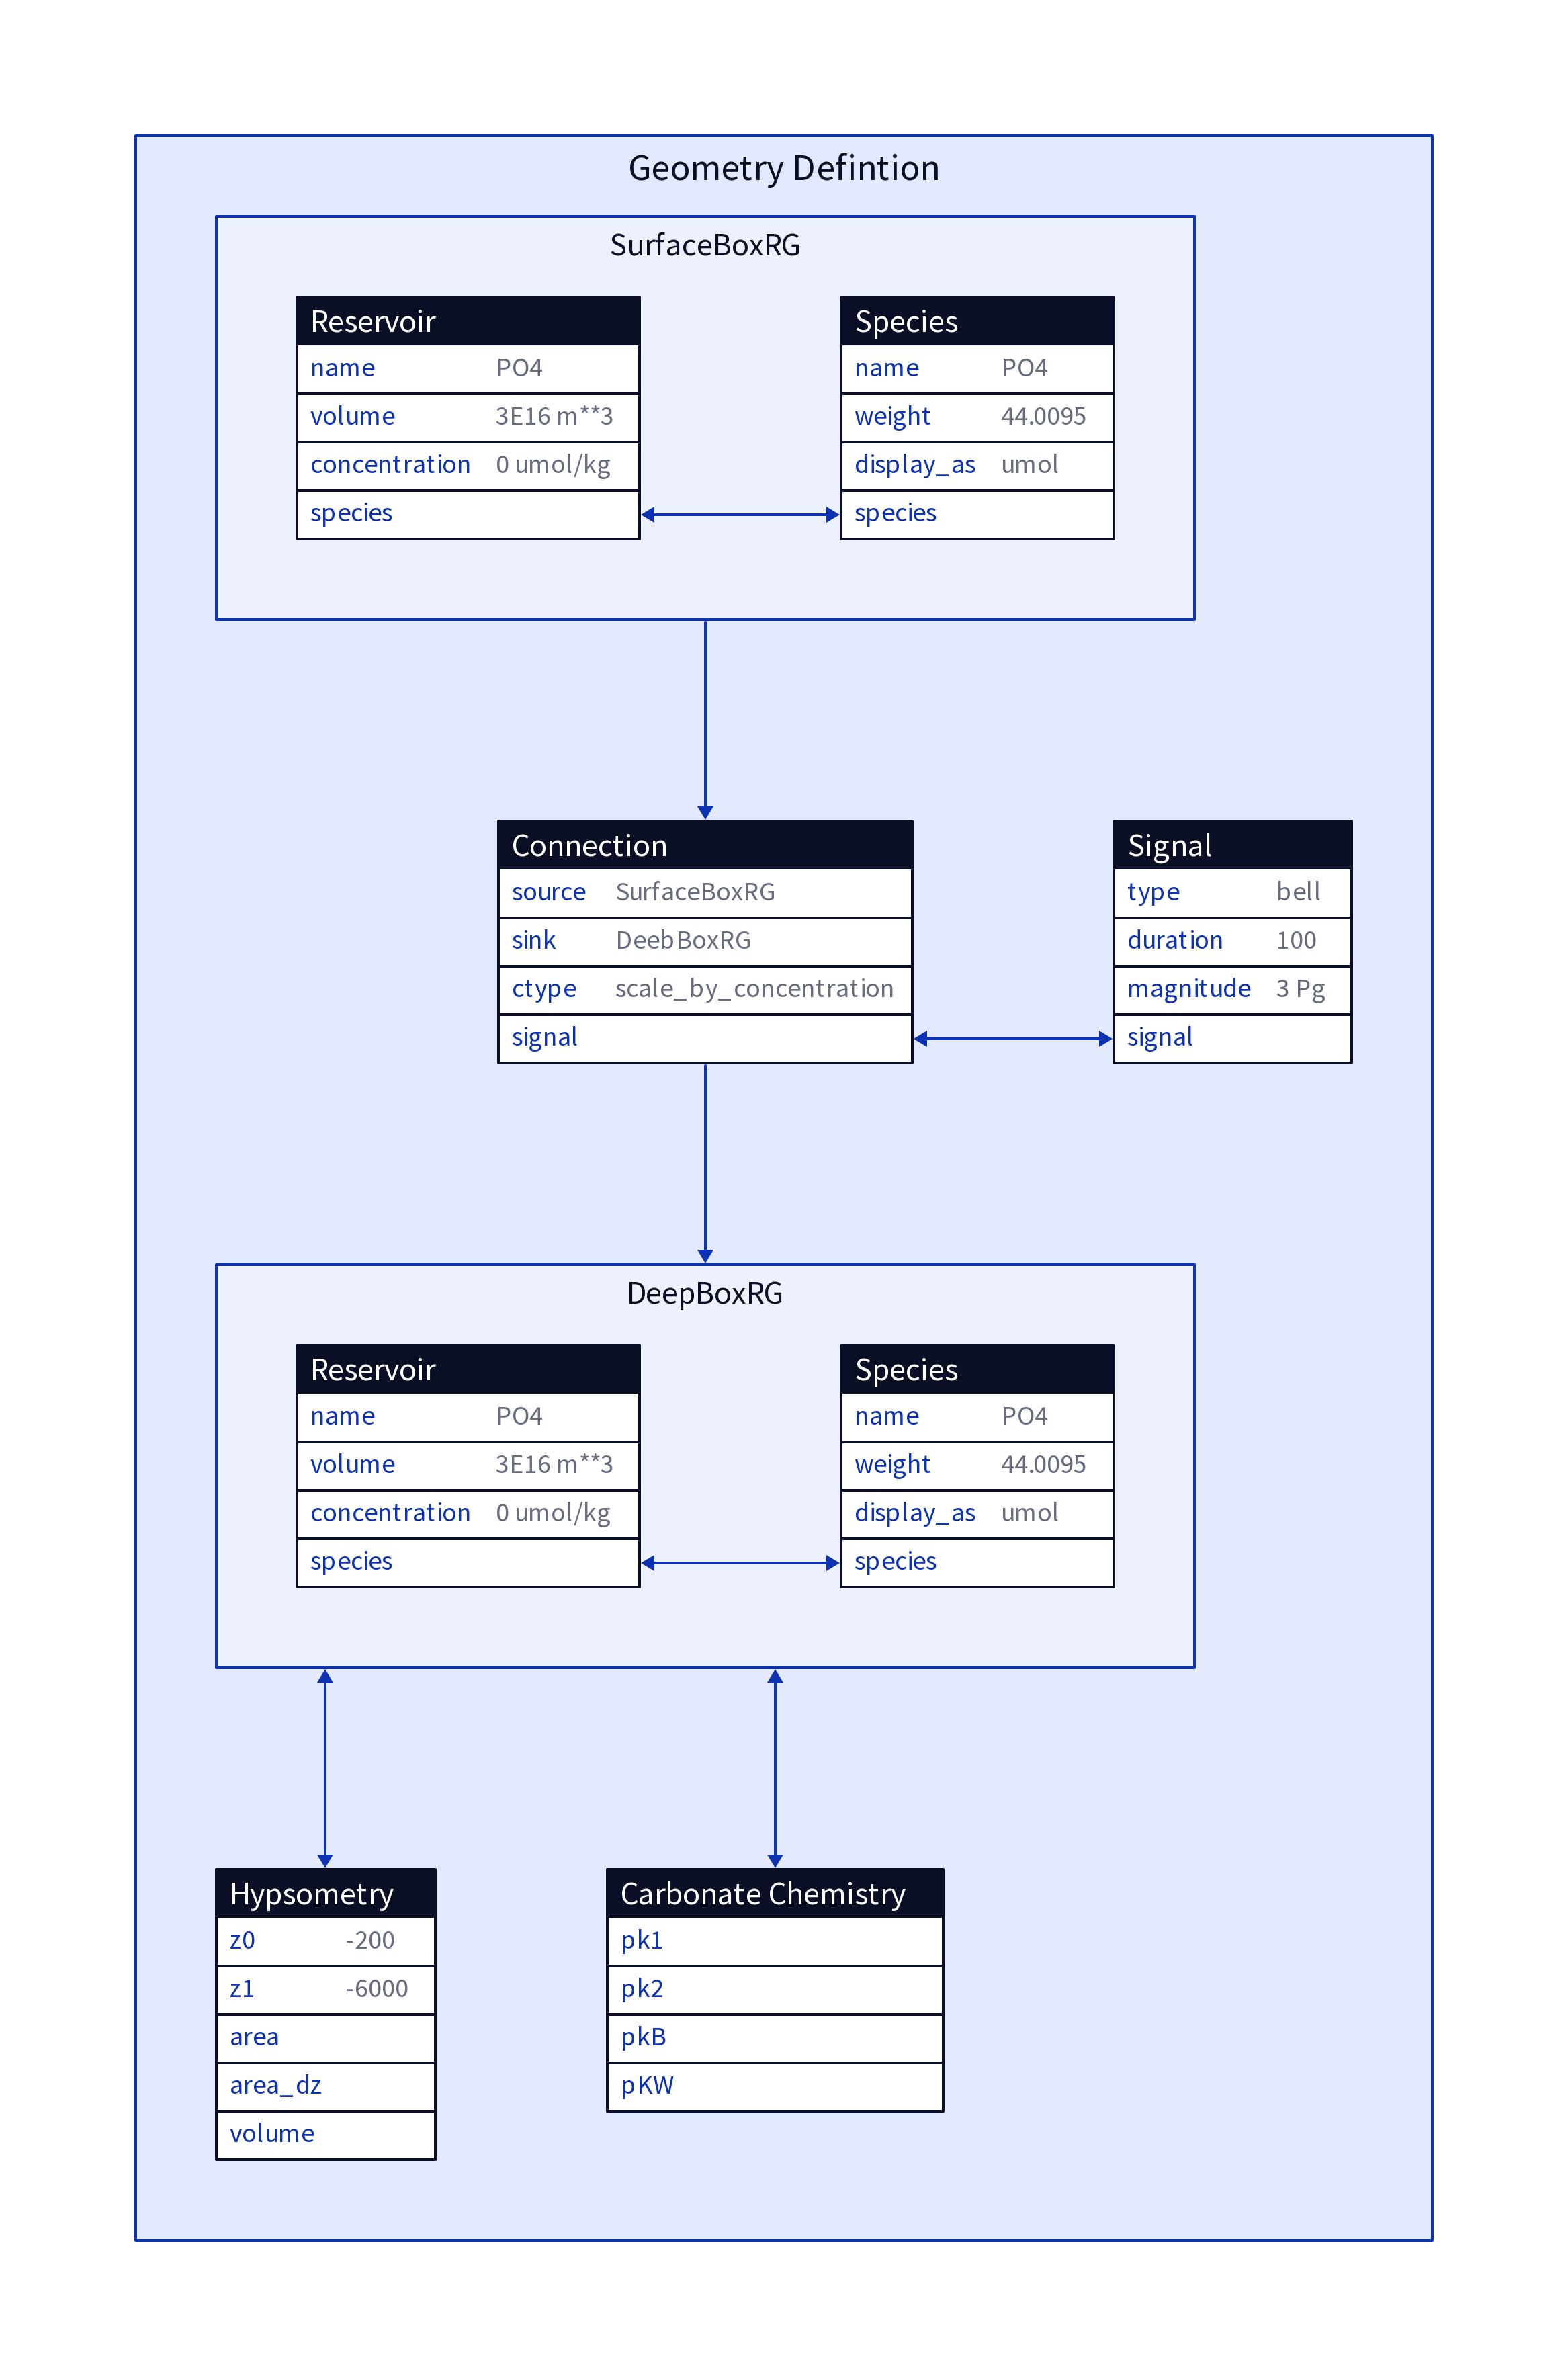 Geometry Defintion
SurfaceBoxRG
Reservoir
name PO4
volume 3E16 m**3
concentration 0 umol/kg
species
Species
name PO4
weight 44.0095
display_as umol
species
Connection
source SurfaceBoxRG
sink DeebBoxRG
ctype scale_by_concentration
signal
Signal
type bell
duration 100
magnitude 3 Pg
signal
DeepBoxRG
Reservoir
name PO4
volume 3E16 m**3
concentration 0 umol/kg
species
Species
name PO4
weight 44.0095
display_as umol
species
Hypsometry
z0 -200
z1 -6000
area
area_dz
volume
Carbonate Chemistry
pk1
pk2
pkB
pKW